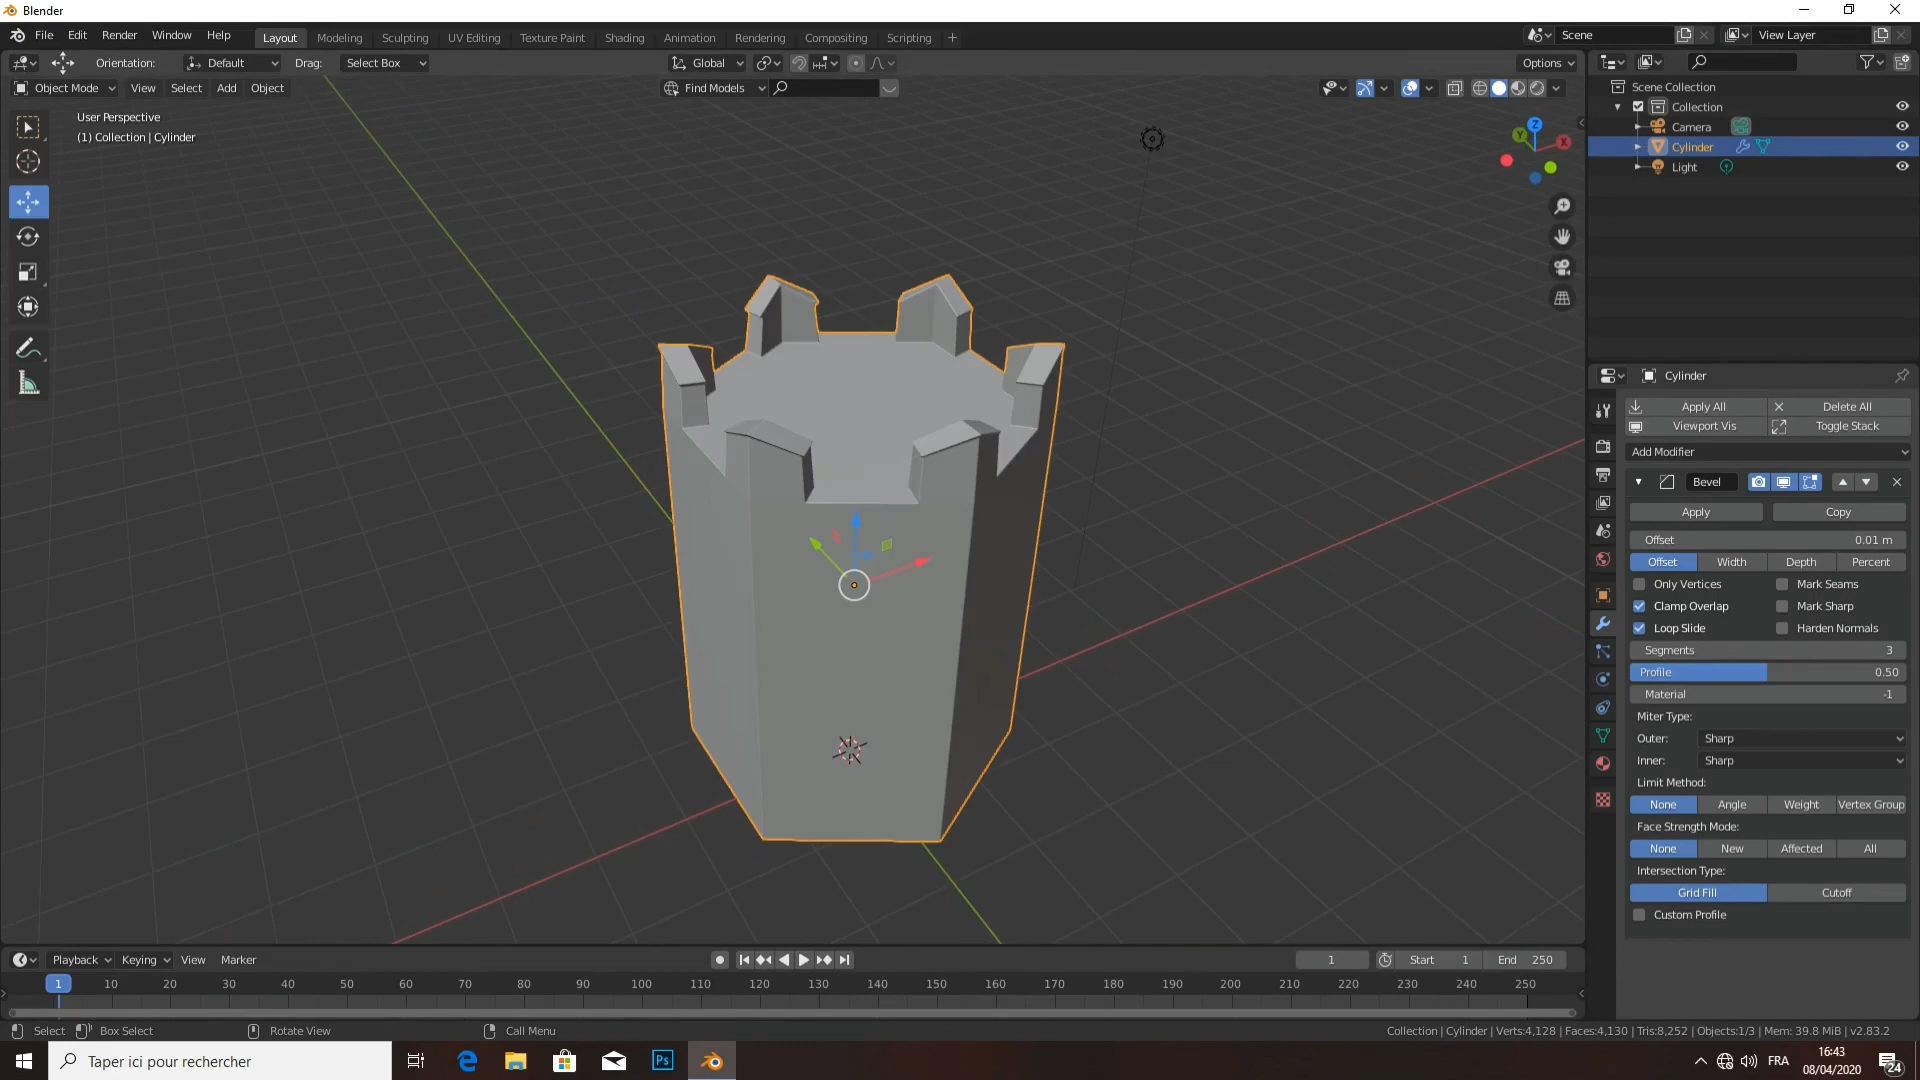 Blender
File Edit Render Window Help Layout Modeling Sculpting UV Editing Texture Paint Shading Animation Rendering Compositing Scripting + Scene View Layer
Orientation: Default Drag: Select Box Global Options
Object Mode View Select Add Object Find Models
User Perspective
(1) Collection | Cylinder
Z
Y
X
Scene Collection
Collection
Camera
Cylinder
Light
Cylinder
Apply All Delete All
Viewport Vis Toggle Stack
Add Modifier
Bevel
Apply Copy
Offset 0.01 m
Offset Width Depth Percent
Only Vertices Mark Seams
Clamp Overlap Mark Sharp
Loop Slide Harden Normals
Segments 3
Profile 0.50
Material -1
Miter Type:
Outer: Sharp
Inner: Sharp
Limit Method:
None Angle Weight Vertex Group
Face Strength Mode:
None New Affected All
Intersection Type:
Grid Fill Cutoff
Custom Profile
Playback Keying View Marker 1 Start 1 End 250
1 10 20 30 40 50 60 70 80 90 100 110 120 130 140 150 160 170 180 190 200 210 220 230 240 250
Select Box Select Rotate View Call Menu Collection | Cylinder | Verts:4,128 | Faces:4,130 | Tris:8,252 | Objects:1/3 | Mem: 39.8 MiB | v2.83.2
Taper ici pour rechercher Ps FRA 16:43
08/04/2020 24